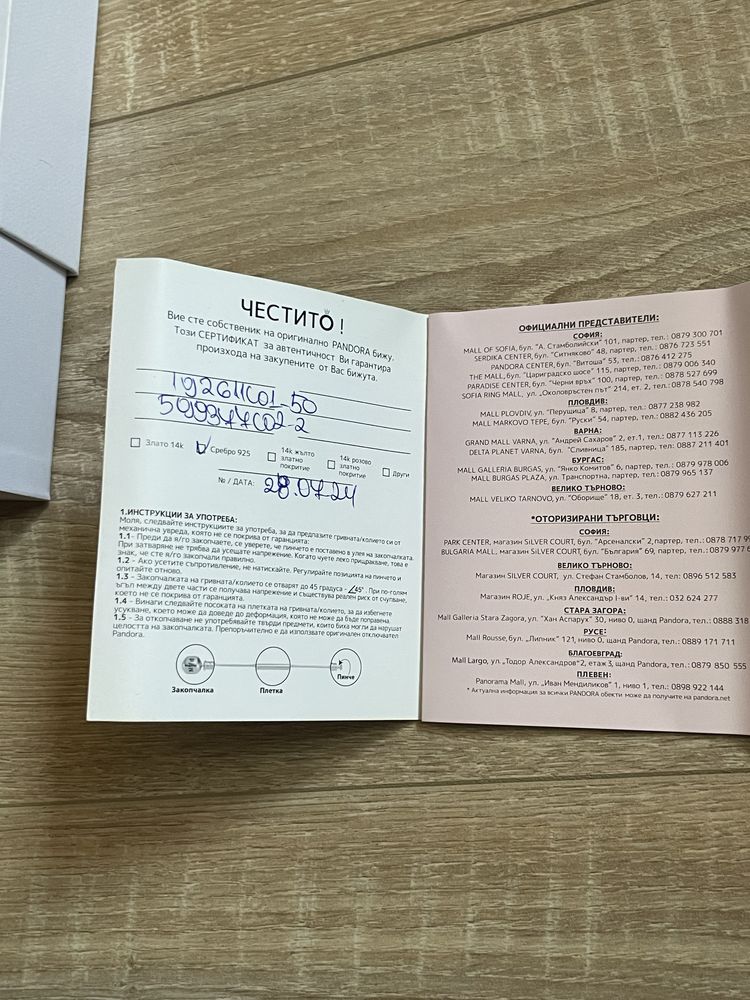 ЧЕСТИТО !
Вие сте собственик на оригинално PANDORA бижу.
Този СЕРТИФИКАТ за автентичност Ви гарантира
произхода на закупените от Вас бижута.
192611C01-50
599377C02-2
Злато 14k
Сребро 925
14k жълто
златно
покритие
14k розово
златно
покритие
Други
№ / ДАТА:
28.07.24
1.ИНСТРУКЦИИ ЗА УПОТРЕБА:
Моля, следвайте инструкциите за употреба, за да предпазите гривната/колието си от
механична увреда, която не се покрива от гаранцията:
1.1- Преди да я/го закопчаете, се уверете, че пинчето е поставено в улея на закопчалката.
При затваряне не трябва да усещате напрежение. Когато чуете леко прищракване, това е
знак, че сте я/го закопчали правилно.
1.2 - Ако усетите съпротивление, не натискайте. Регулирайте позицията на пинчето и
опитайте отново.
1.3 - Закопчалката на гривната/колието се отварят до 45 градуса - 45° . При по-голям
ъгъл между двете части се получава напрежение и съществува реален риск от счупване,
което не се покрива от гаранцията.
1.4 - Винаги следвайте посоката на плетката на гривната/колието, за да избегнете
усукване, което може да доведе до деформация, която не може да бъде поправена.
1.5 - За откопчаване не употребявайте твърди предмети, които биха могли да нарушат
целостта на закопчалката. Препоръчително е да използвате оригинален отключвател
Pandora.
Закопчалка
Плетка
Пинче
ОФИЦИАЛНИ ПРЕДСТАВИТЕЛИ:
СОФИЯ:
MALL OF SOFIA, бул. "А. Стамболийски" 101, партер, тел. : 0879 300 701
SERDIKA CENTER, бул. "Ситняково" 48, партер, тел. : 0876 723 551
PANDORA CENTER, бул. "Витоша" 53, тел.: 0876 412 275
THE MALL, бул. "Цариградско шосе" 115, партер, тел.: 0879 006 340
PARADISE CENTER, бул. "Черни връх" 100, партер, тел. : 0878 527 699
SOFIA RING MALL, ул. „Околовръстен път" 214, ет. 2, тел.: 0878 540 798
ПЛОВДИВ:
MALL PLOVDIV, ул. "Перущица" 8, партер, тел.: 0877 238 982
MALL MARKOVO TEPE, бул. "Руски" 54, партер, тел.: 0882 436 205
ВАРНА:
GRAND MALL VARNA, ул. "Андрей Сахаров" 2, ет.1, тел.: 0877 113 226
DELTA PLANET VARNA, бул. "Сливница" 185, партер, тел.: 0887 211 401
БУРГАС:
MALL GALLERIA BURGAS, ул. "Янко Комитов" 6, партер, тел.: 0879 978 006
MALL BURGAS PLAZA, ул. Транспортна, партер, тел.: 0879 965 137
ВЕЛИКО ТЪРНОВО:
MALL VELIKO TARNOVO, ул. "Оборище" 18, ет. 3, тел.: 0879 627 211
*ОТОРИЗИРАНИ ТЪРГОВЦИ:
СОФИЯ:
PARK CENTER, магазин SILVER COURT, бул. "Арсеналски" 2, партер, тел.: 0878 717 9
BULGARIA MALL, магазин SILVER COURT, бул. "България" 69, партер, тел.: 0879 977 6
ВЕЛИКО ТЪРНОВО:
Магазин SILVER COURT, ул. Стефан Стамболов, 14, тел: 0896 512 583
ПЛОВДИВ:
Магазин ROJE, ул. „Княз Александър I-ви" 14, тел.: 032 624 277
СТАРА ЗАГОРА:
Mall Galleria Stara Zagora, ул. "Хан Аспарух" 30, ниво 0, щанд Pandora, тел.: 0888 318
РУСЕ:
Mall Rousse, бул. „Липник" 121, ниво 0, щанд Pandora, тел.: 0889 171 711
БЛАГОЕВГРАД:
Mall Largo, ул. „Тодор Александров" 2, етаж 3, щанд Pandora, тел.: 0879 850 555
ПЛЕВЕН:
Panorama Mall, ул. „Иван Мендиликов" 1, ниво 1, тел.: 0898 922 144
* Актуална информация за всички PANDORA обекти може да получите на pandora.net